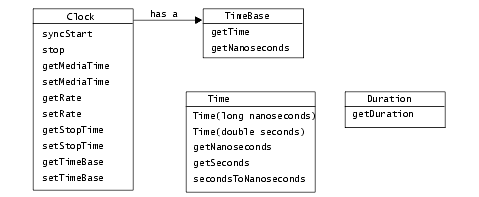 Clock
syncStart
stop
getMediaTime
setMediaTime
getRate
setRate
getStopTime
setStopTime
getTimeBase
setTimeBase
has a
TimeBase
getTime
getNanoseconds
Time
Time(long nanoseconds)
Time(double seconds)
getNanoseconds
getSeconds
secondsToNanoseconds
Duration
getDuration